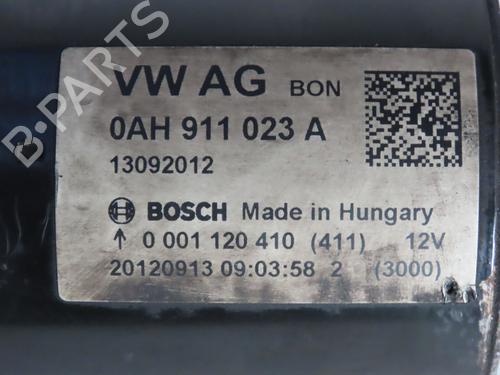 VW AG BON
0AH 911 023 A
13092012
BOSCH Made in Hungary
↑ 0 001 120 410 (411) 12V
20120913 09:03:58 2 (3000)
B-PARTS